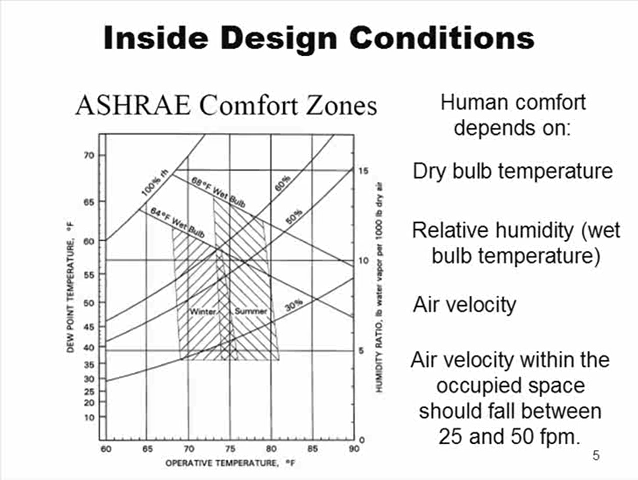 Inside Design Conditions
ASHRAE Comfort Zones
Human comfort
depends on:
Dry bulb temperature
Relative humidity (wet
bulb temperature)
Air velocity
Air velocity within the
occupied space
should fall between
25 and 50 fpm.
5
DEW POINT TEMPERATURE, °F
70
65
60
55
50
45
40
35
30
25
20
10
100% rh
68°F Wet Bulb
64°F Wet Bulb
60%
50%
30%
Winter
Summer
15
10
5
0
HUMIDITY RATIO, lb water vapor per 1000 lb dry air
60 65 70 75 80 85 90
OPERATIVE TEMPERATURE, °F